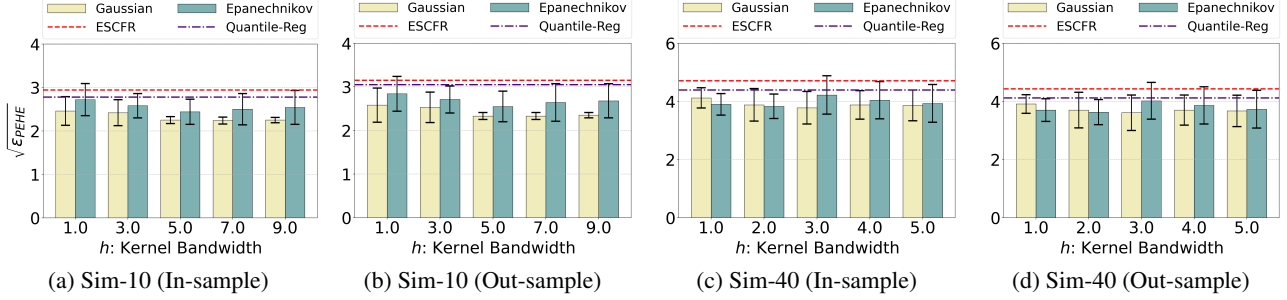 Gaussian Epanechnikov
ESCFR Quantile-Reg
4
3
2
1
0
√εPEHE
1.0 3.0 5.0 7.0 9.0
h: Kernel Bandwidth
(a) Sim-10 (In-sample)
Gaussian Epanechnikov
ESCFR Quantile-Reg
4
3
2
1
0
1.0 3.0 5.0 7.0 9.0
h: Kernel Bandwidth
(b) Sim-10 (Out-sample)
Gaussian Epanechnikov
ESCFR Quantile-Reg
6
4
2
0
1.0 2.0 3.0 4.0 5.0
h: Kernel Bandwidth
(c) Sim-40 (In-sample)
Gaussian Epanechnikov
ESCFR Quantile-Reg
6
4
2
0
1.0 2.0 3.0 4.0 5.0
h: Kernel Bandwidth
(d) Sim-40 (Out-sample)